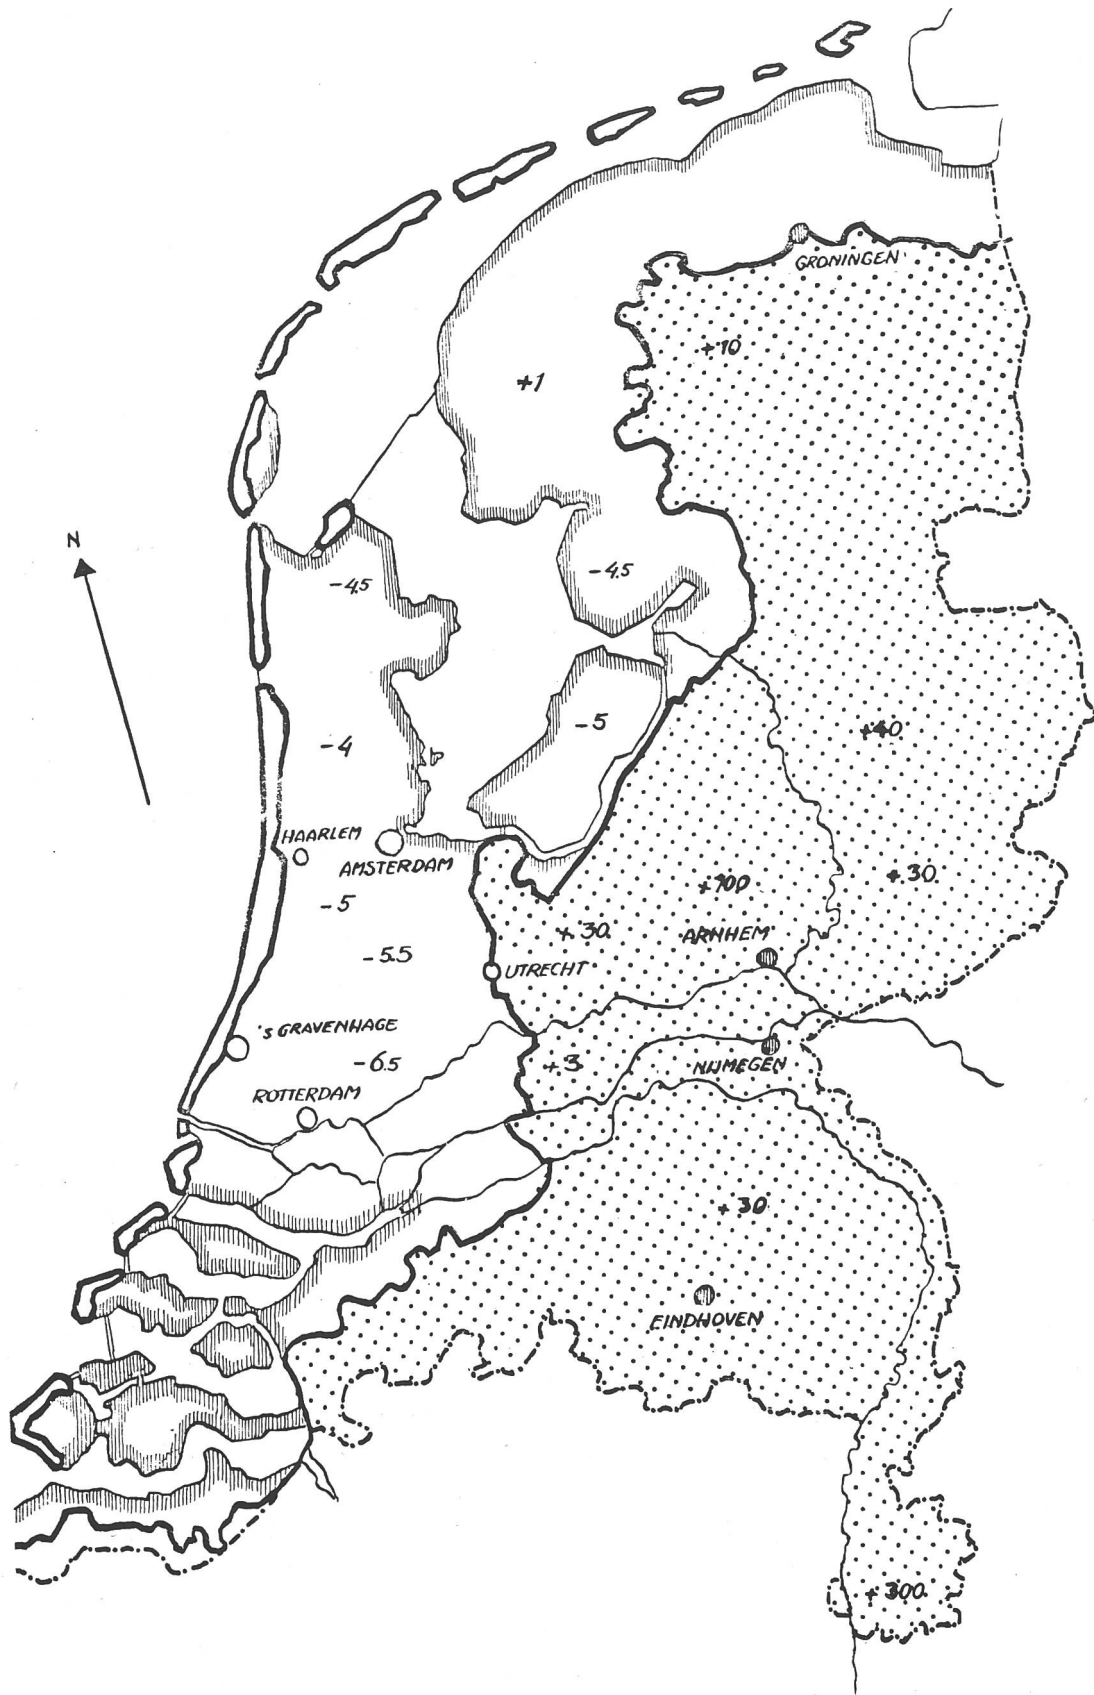 GRONINGEN
+10
+1
N
-4.5
-4.5
-5
+40
-4
HAARLEM
AMSTERDAM
+30
+100
-5
+30
ARNHEM
-5.5
UTRECHT
'S GRAVENHAGE
-6.5
+3
NIJMEGEN
ROTTERDAM
+30
EINDHOVEN
+300